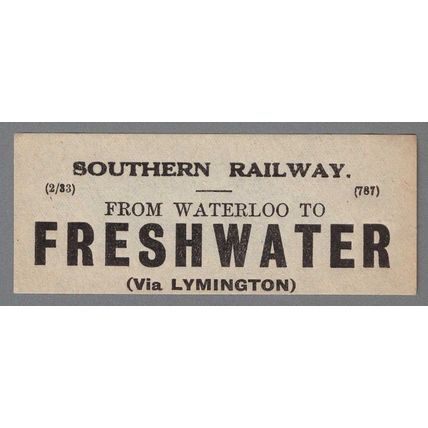 SOUTHERN RAILWAY.
(2/33) (787)
FROM WATERLOO TO
FRESHWATER
(Via LYMINGTON)